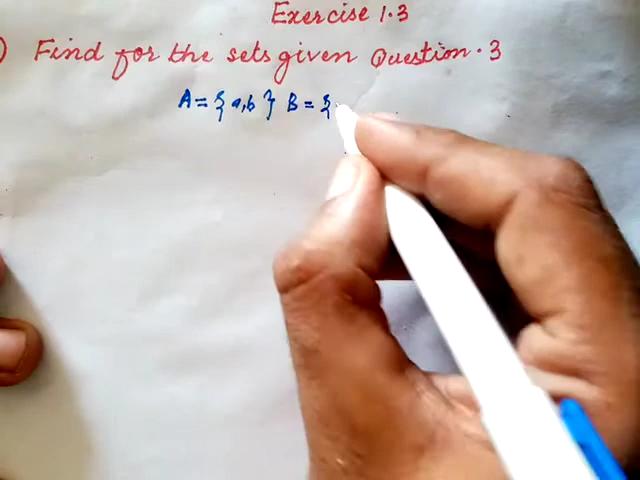 Exercise 1.3
) Find for the sets given Question . 3
A = { a,b } B = {